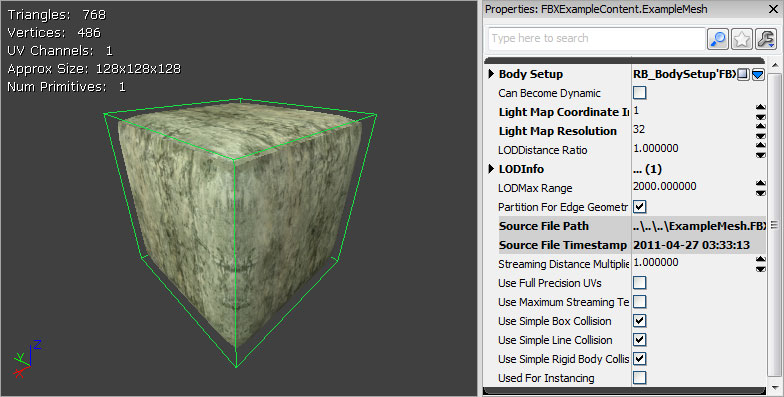 Triangles: 768
Vertices: 486
UV Channels: 1
Approx Size: 128x128x128
Num Primitives: 1
Z
Y
X
Properties: FBXExampleContent.ExampleMesh
Type here to search
Body Setup RB_BodySetup'FBX
Can Become Dynamic
Light Map Coordinate I 1
Light Map Resolution 32
LODDistance Ratio 1.000000
LODInfo ... (1)
LODMax Range 2000.000000
Partition For Edge Geometr
Source File Path ..\..\..\ExampleMesh.FBX
Source File Timestamp 2011-04-27 03:33:13
Streaming Distance Multiplie 1.000000
Use Full Precision UVs
Use Maximum Streaming Te
Use Simple Box Collision
Use Simple Line Collision
Use Simple Rigid Body Collis
Used For Instancing